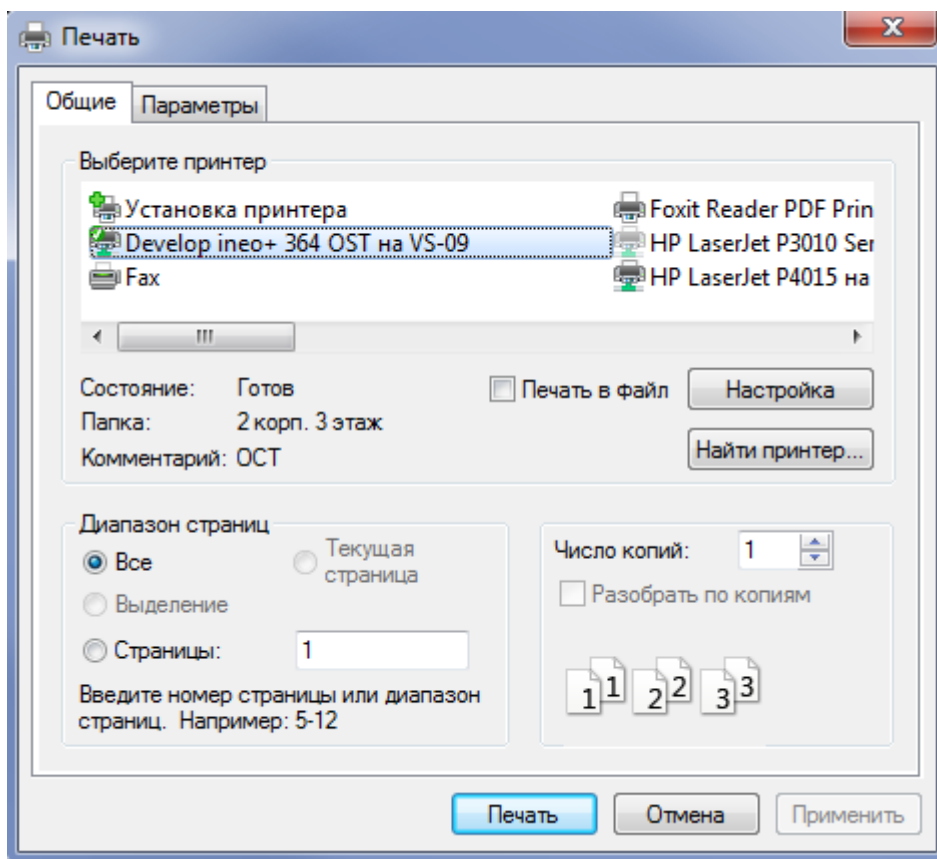 Печать
Общие
Параметры
Выберите принтер
Установка принтера
Foxit Reader PDF Prin
Develop ineo+ 364 OST на VS-09
HP LaserJet P3010 Ser
Fax
HP LaserJet P4015 на
Состояние: Готов
Печать в файл
Настройка
Папка: 2 корп. 3 этаж
Комментарий: ОСТ
Найти принтер...
Диапазон страниц
Все
Текущая
страница
Выделение
Страницы: 1
Введите номер страницы или диапазон
страниц. Например: 5-12
Число копий: 1
Разобрать по копиям
1 1 2 2 3 3
Печать
Отмена
Применить